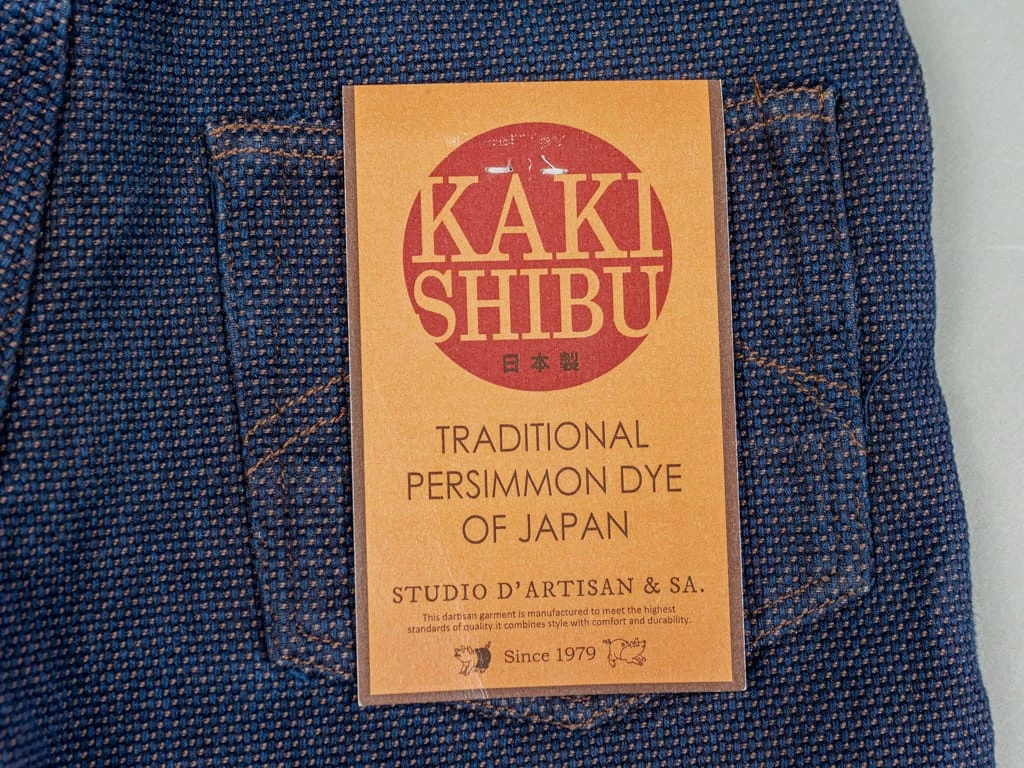 KAKI
SHIBU
日本製
TRADITIONAL
PERSIMMON DYE
OF JAPAN
STUDIO D'ARTISAN & SA.
This dartisan garment is manufactured to meet the highest
standards of quality.it combines style with comfort and durability.
Since 1979